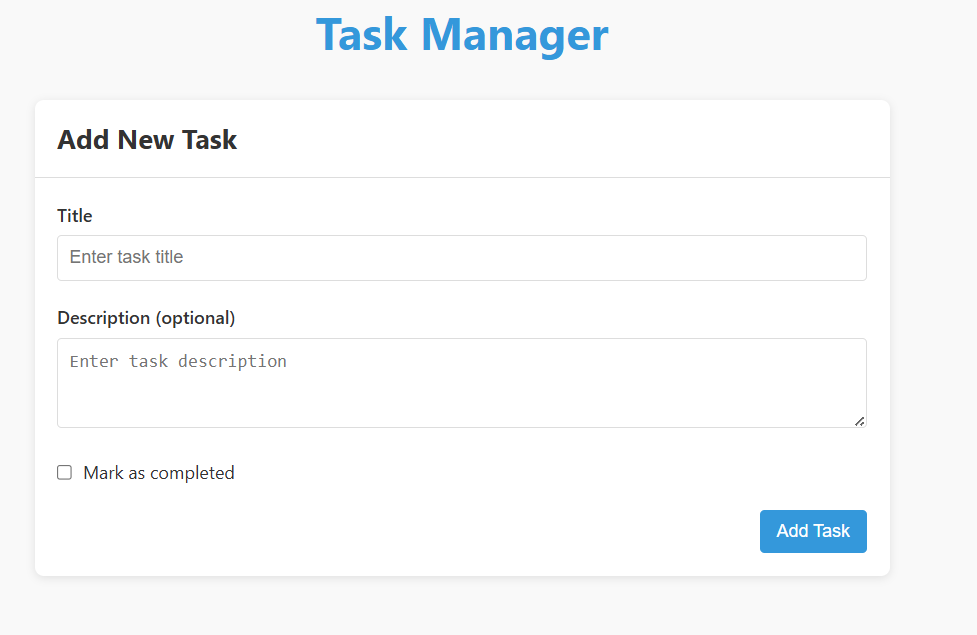 Task Manager
Add New Task
Title
Enter task title
Description (optional)
Enter task description
Mark as completed
Add Task